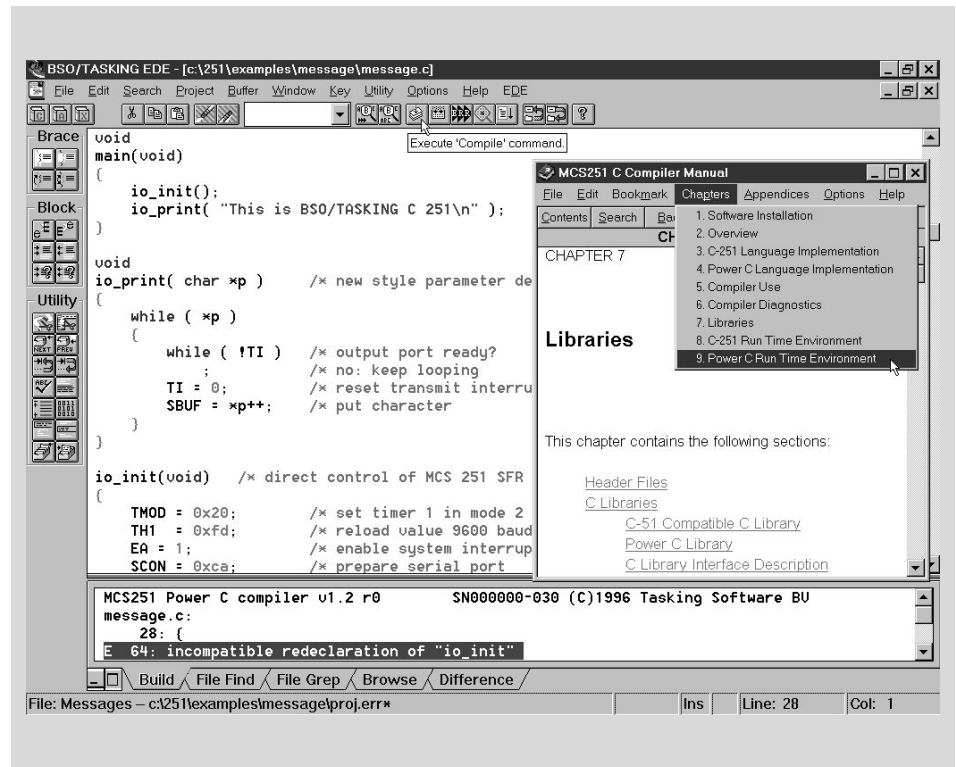 BSO/TASKING EDE - [c:\251\examples\message\message.c]
File Edit Search Project Buffer Window Key Utility Options Help EDE
Execute 'Compile' command.
Brace
Block
Utility
void
main(void)
{
io_init();
io_print( "This is BSO/TASKING C 251\n" );
}
void
io_print( char *p ) /* new style parameter de
{
while ( *p )
{
while ( !TI ) /* output port ready?
; /* no: keep looping
TI = 0; /* reset transmit interru
SBUF = *p++; /* put character
}
}
io_init(void) /* direct control of MCS 251 SFR
{
TMOD = 0x20; /* set timer 1 in mode 2
TH1 = 0xfd; /* reload value 9600 baud
EA = 1; /* enable system interrup
SCON = 0xca; /* prepare serial port
MCS251 C Compiler Manual
File Edit Bookmark Chapters Appendices Options Help
Contents Search Ba
CH
1. Software Installation
2. Overview
3. C-251 Language Implementation
4. Power C Language Implementation
5. Compiler Use
6. Compiler Diagnostics
7. Libraries
8. C-251 Run Time Environment
9. Power C Run Time Environment
CHAPTER 7
Libraries
This chapter contains the following sections:
Header Files
C Libraries
C-51 Compatible C Library
Power C Library
C Library Interface Description
MCS251 Power C compiler v1.2 r0 SN000000-030 (C)1996 Tasking Software BV
message.c:
28: {
E 64: incompatible redeclaration of "io_init"
Build File Find File Grep Browse Difference
File: Messages – c:\251\examples\message\proj.err* Ins Line: 28 Col: 1